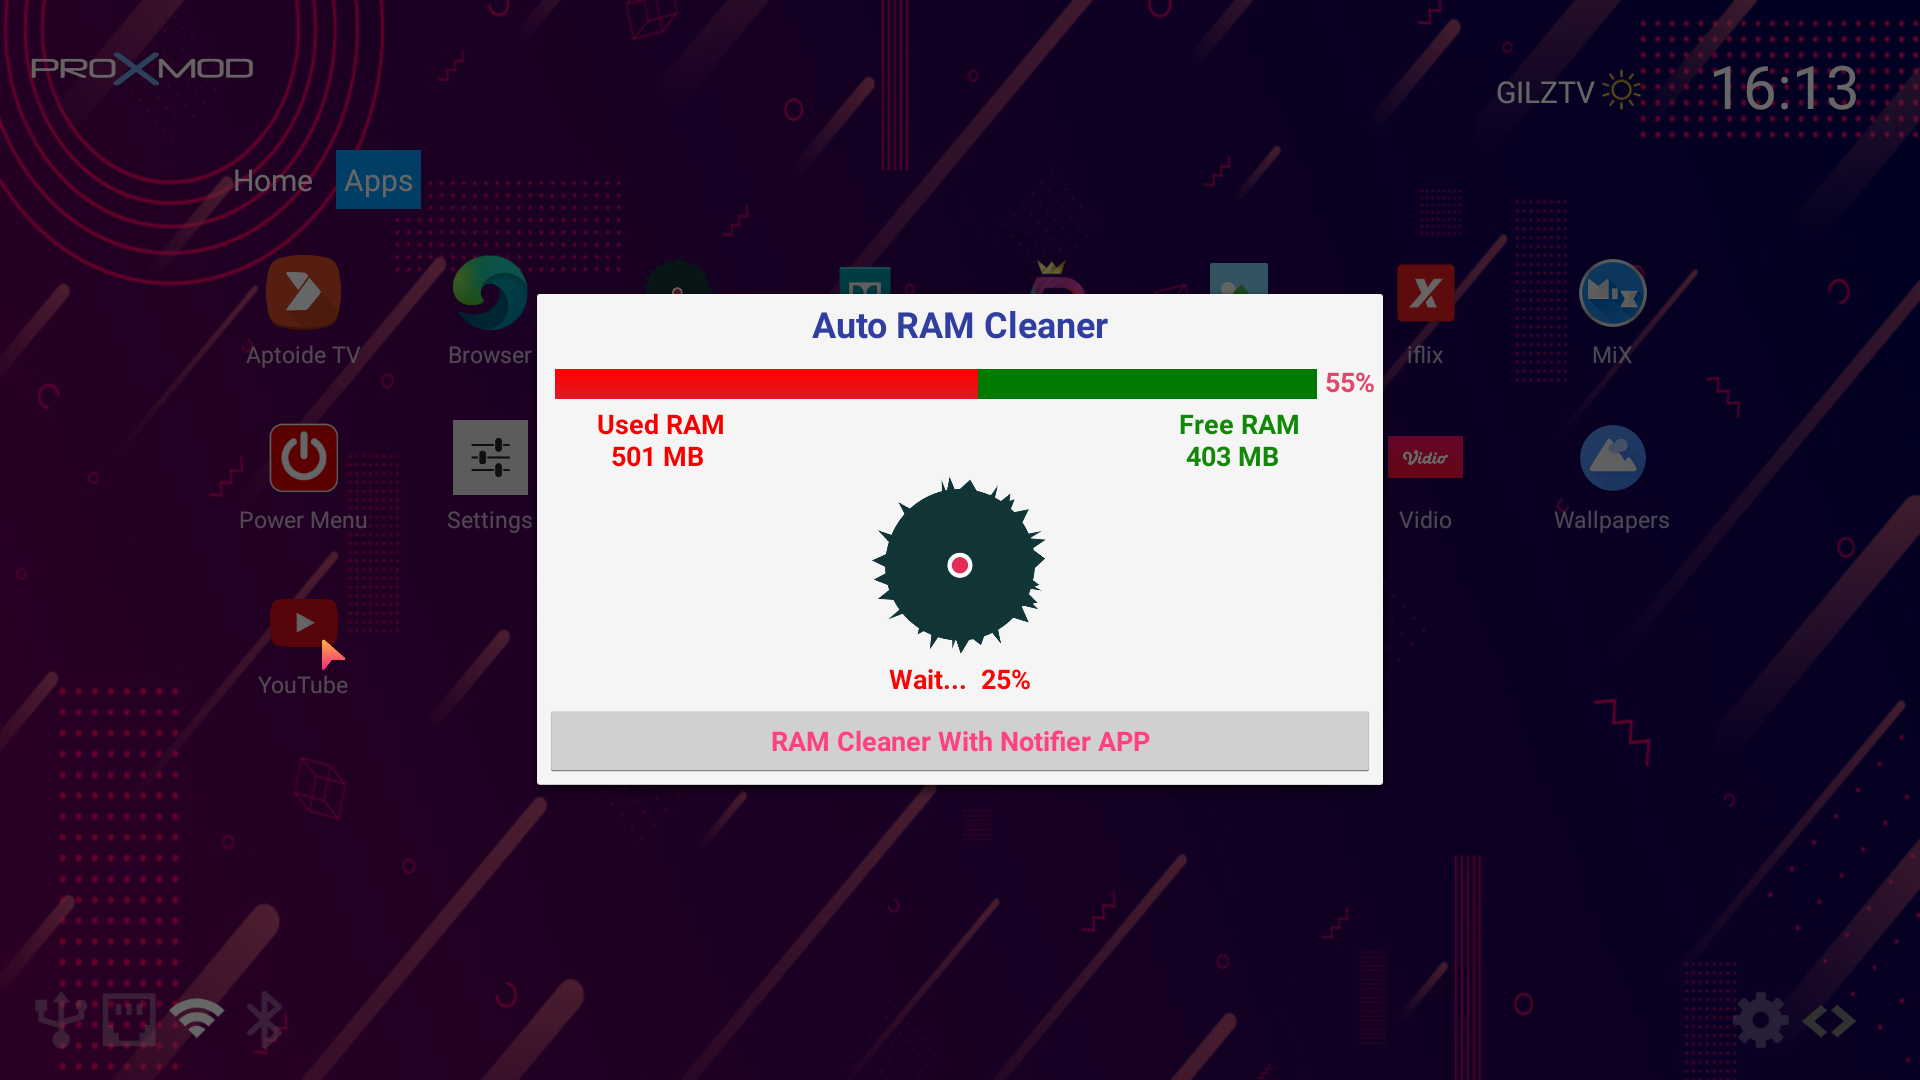 PROXMOD
GILZTV
16:13
Home
Apps
Aptoide TV
Browser
iflix
MiX
Auto RAM Cleaner
55%
Used RAM
501 MB
Free RAM
403 MB
Power Menu
Settings
Vidio
Vidio
Wallpapers
YouTube
Wait... 25%
RAM Cleaner With Notifier APP